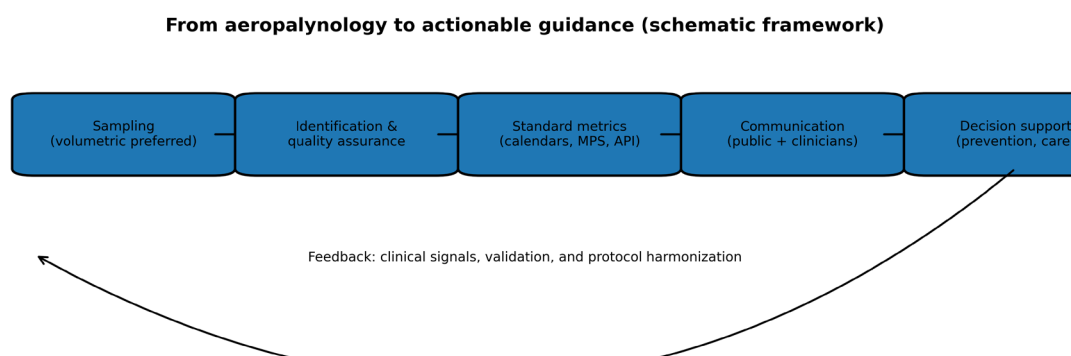 From aeropalynology to actionable guidance (schematic framework)
Sampling
(volumetric preferred)
Identification &
quality assurance
Standard metrics
(calendars, MPS, API)
Communication
(public + clinicians)
Decision support
(prevention, care
Feedback: clinical signals, validation, and protocol harmonization